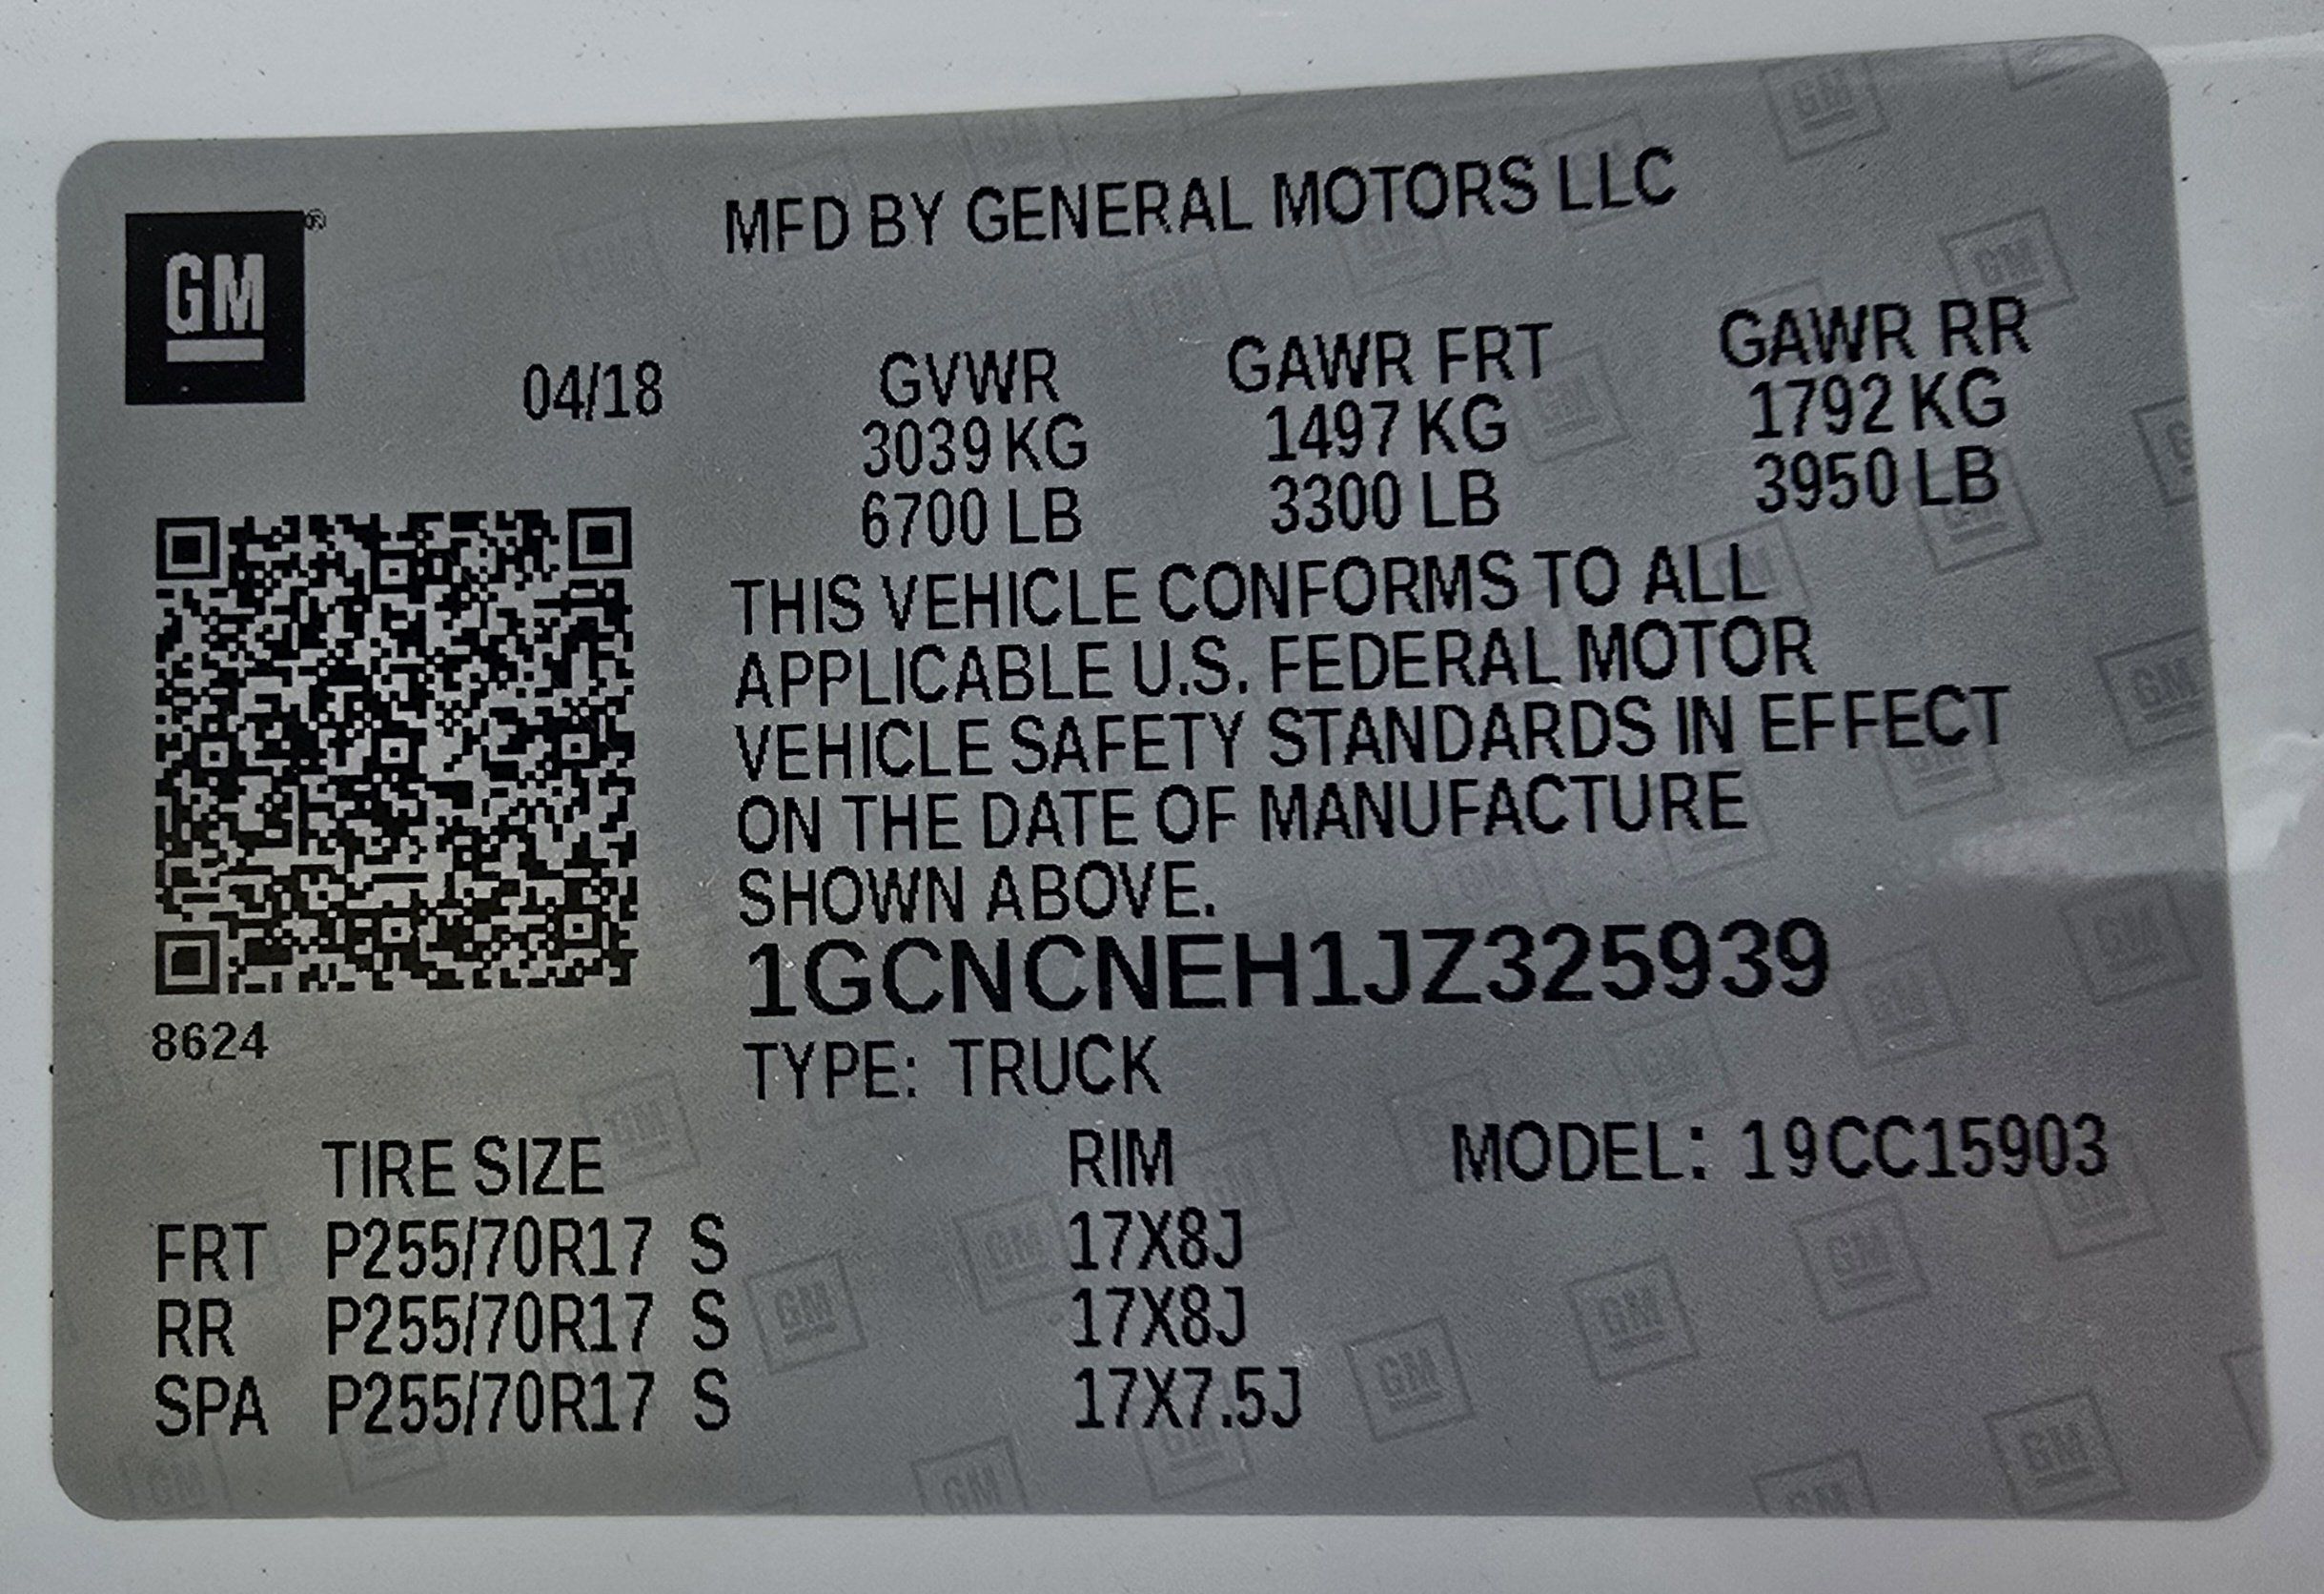 MFD BY GENERAL MOTORS LLC
GM®
04/18
GVWR GAWR FRT GAWR RR
3039 KG 1497 KG 1792 KG
6700 LB 3300 LB 3950 LB
THIS VEHICLE CONFORMS TO ALL
APPLICABLE U.S. FEDERAL MOTOR
VEHICLE SAFETY STANDARDS IN EFFECT
ON THE DATE OF MANUFACTURE
SHOWN ABOVE.
1GCNCNEH1JZ325939
8624
TYPE: TRUCK
TIRE SIZE RIM MODEL: 19CC15903
FRT P255/70R17 S 17X8J
RR P255/70R17 S 17X8J
SPA P255/70R17 S 17X7.5J